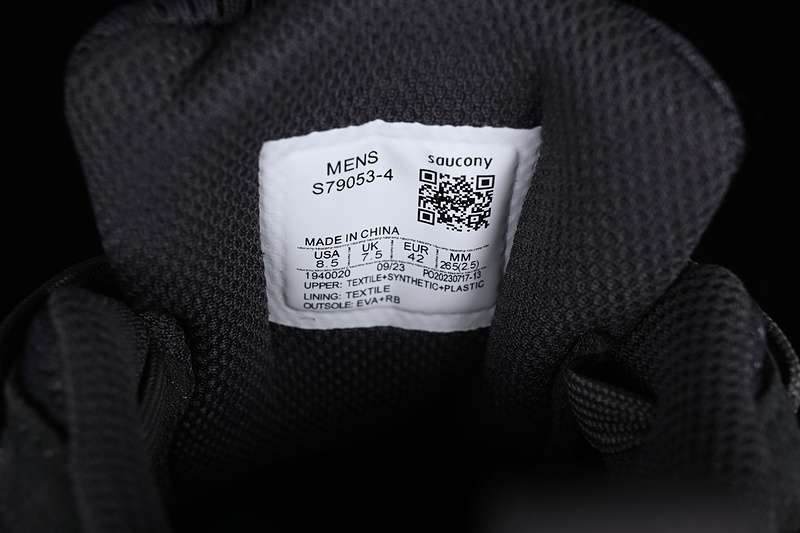 MENS
S79053-4
saucony
MADE IN CHINA
USA UK EUR MM
8.5 7.5 42 265(2.5)
1940020 09/23 PO20230717-13
UPPER: TEXTILE+SYNTHETIC+PLASTIC
LINING: TEXTILE
OUTSOLE: EVA+RB